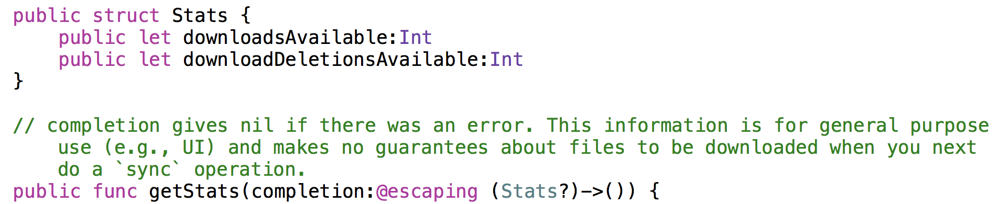 public struct Stats {
    public let downloadsAvailable:Int
    public let downloadDeletionsAvailable:Int
}

// completion gives nil if there was an error. This information is for general purpose
    use (e.g., UI) and makes no guarantees about files to be downloaded when you next
    do a `sync` operation.
public func getStats(completion:@escaping (Stats?)->()) {